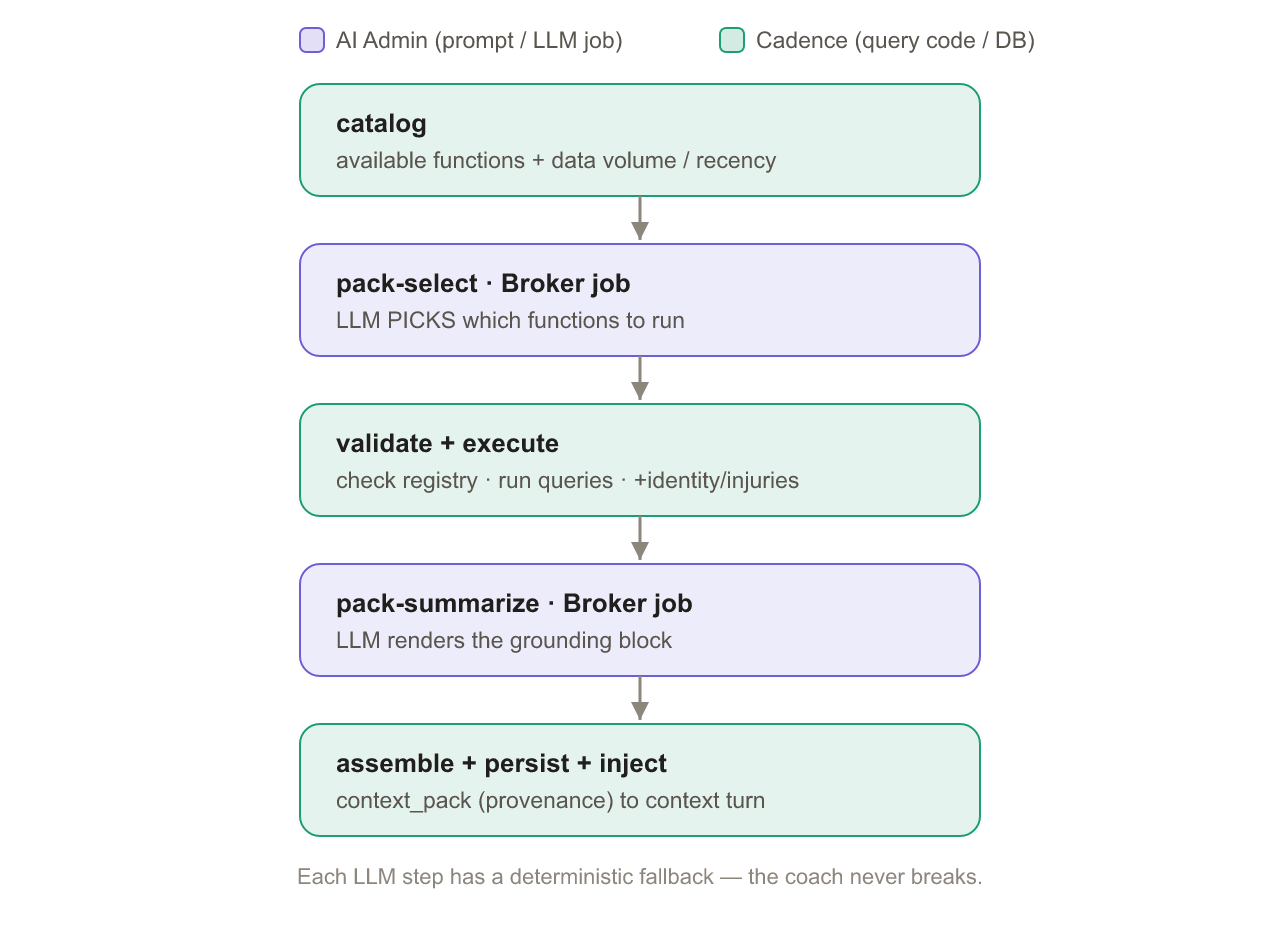 AI Admin (prompt / LLM job)
Cadence (query code / DB)
catalog
available functions + data volume / recency
pack-select · Broker job
LLM PICKS which functions to run
validate + execute
check registry · run queries · +identity/injuries
pack-summarize · Broker job
LLM renders the grounding block
assemble + persist + inject
context_pack (provenance) to context turn
Each LLM step has a deterministic fallback — the coach never breaks.